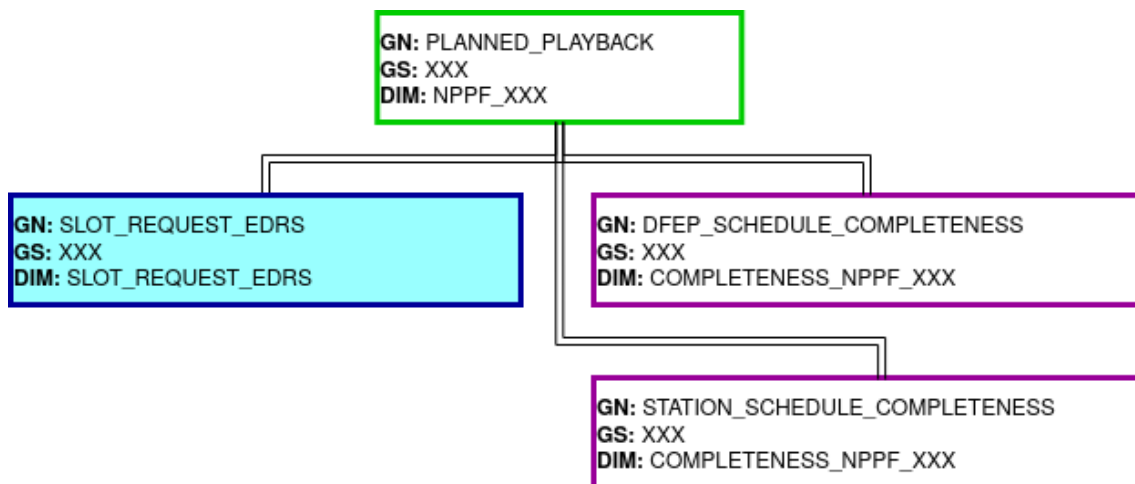 GN: PLANNED_PLAYBACK
GS: XXX
DIM: NPPF_XXX
GN: SLOT_REQUEST_EDRS
GS: XXX
DIM: SLOT_REQUEST_EDRS
GN: DFEP_SCHEDULE_COMPLETENESS
GS: XXX
DIM: COMPLETENESS_NPPF_XXX
GN: STATION_SCHEDULE_COMPLETENESS
GS: XXX
DIM: COMPLETENESS_NPPF_XXX